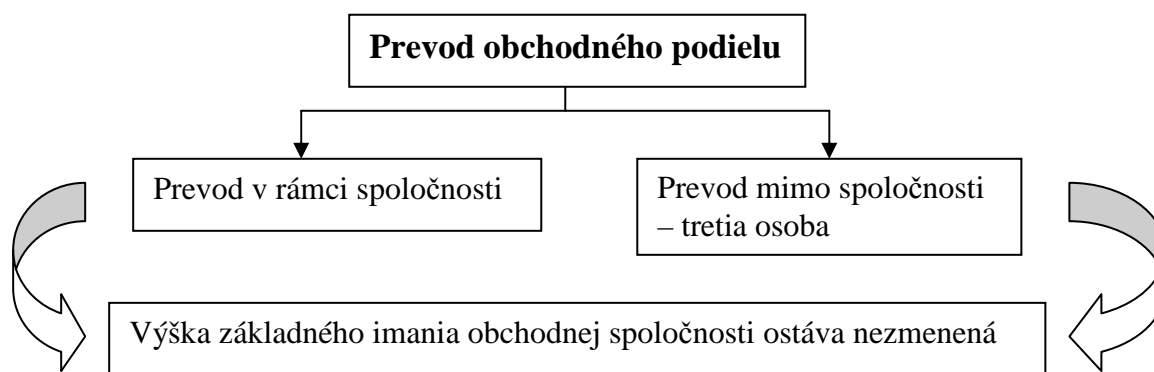 Prevod obchodného podielu
Prevod v rámci spoločnosti
Prevod mimo spoločnosti
– tretia osoba
Výška základného imania obchodnej spoločnosti ostáva nezmenená